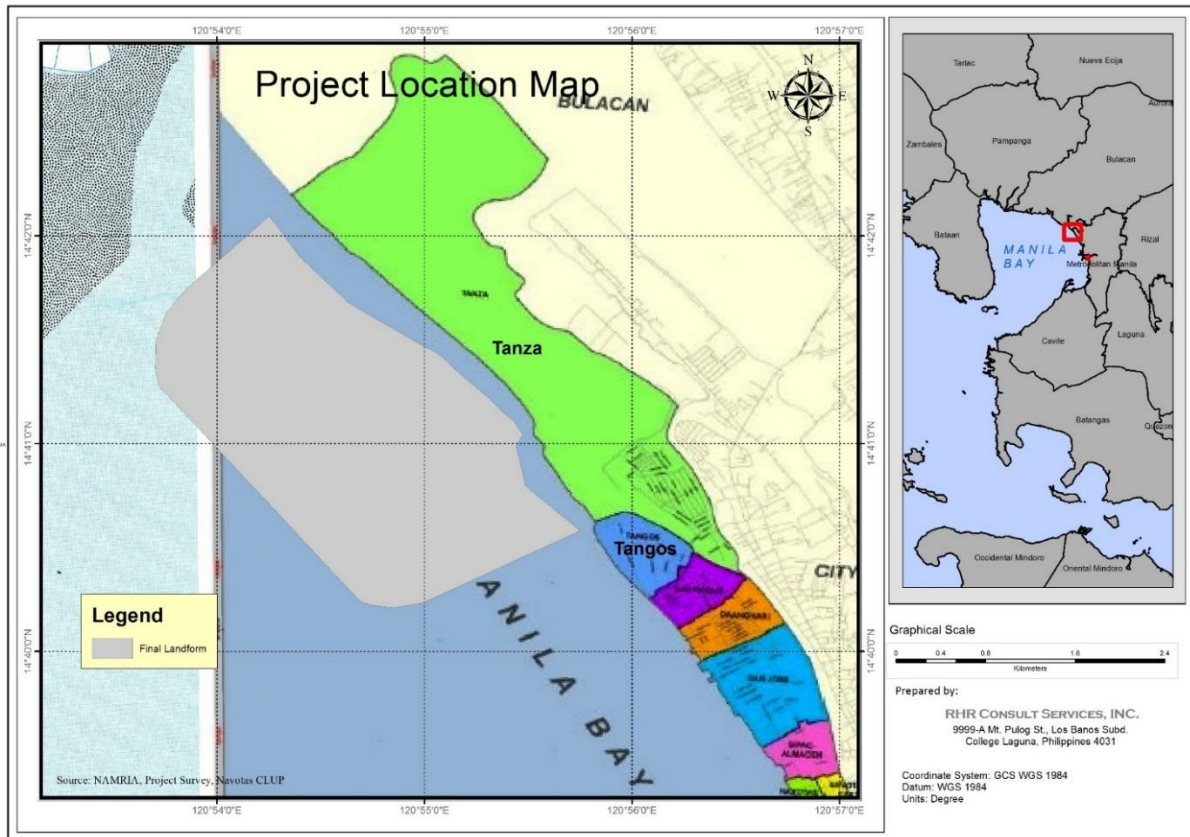 120°54'0"E
120°55'0"E
120°56'0"E
120°57'0"E
Project Location Map
N
W
E
S
BULACAN
14°42'0"N
14°42'0"N
TANZA
Tanza
14°41'0"N
14°41'0"N
TANGOS
Tangos
CITY
DAANGHARI
14°40'0"N
14°40'0"N
SAN JOSE
ANILA BAY
SIPAC-
ALMACEN
Legend
Final Landform
Source: NAMRIA, Project Survey, Navotas CLUP
120°54'0"E
120°55'0"E
120°56'0"E
120°57'0"E
Tarlac
Nueva Ecija
Aurora
Pampanga
Zambales
Bulacan
Bataan
MANILA
BAY
Rizal
Metropolitan Manila
Cavite
Laguna
Batangas
Quezon
Occidental Mindoro
Oriental Mindoro
Graphical Scale
0 0.4 0.8 1.6 2.4
Kilometers
Prepared by:
RHR CONSULT SERVICES, INC.
9999-A Mt. Pulog St., Los Banos Subd.
College Laguna, Philippines 4031
Coordinate System: GCS WGS 1984
Datum: WGS 1984
Units: Degree